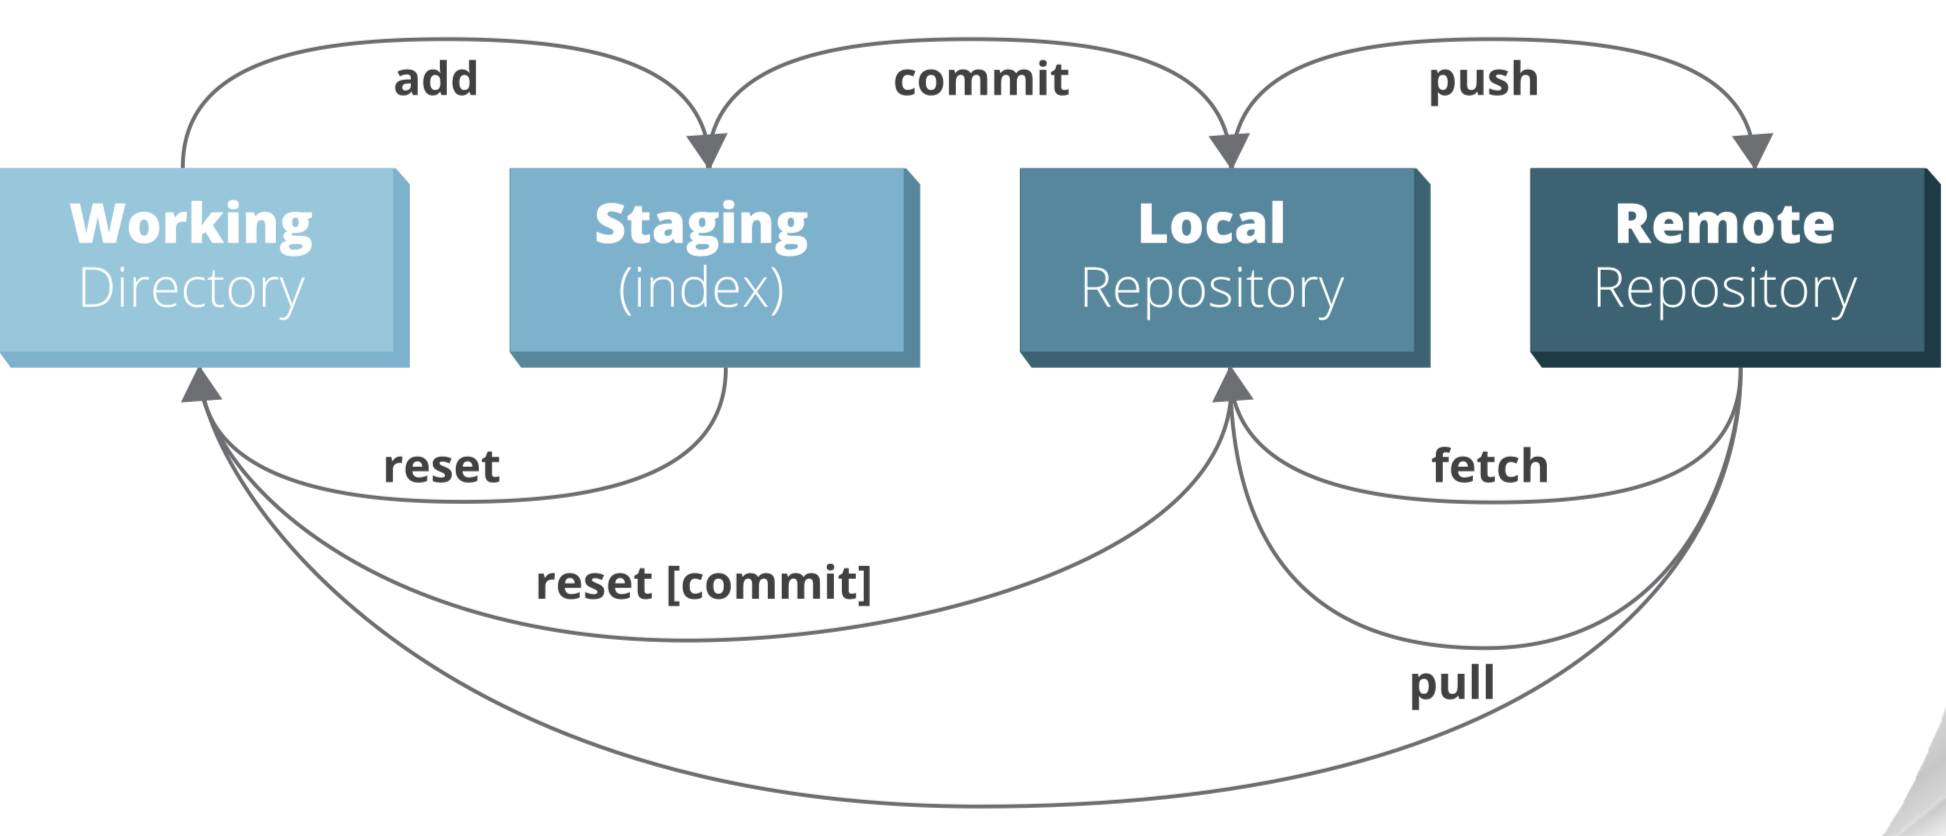 add
commit
push
Working
Directory
Staging
(index)
Local
Repository
Remote
Repository
reset
fetch
reset [commit]
pull